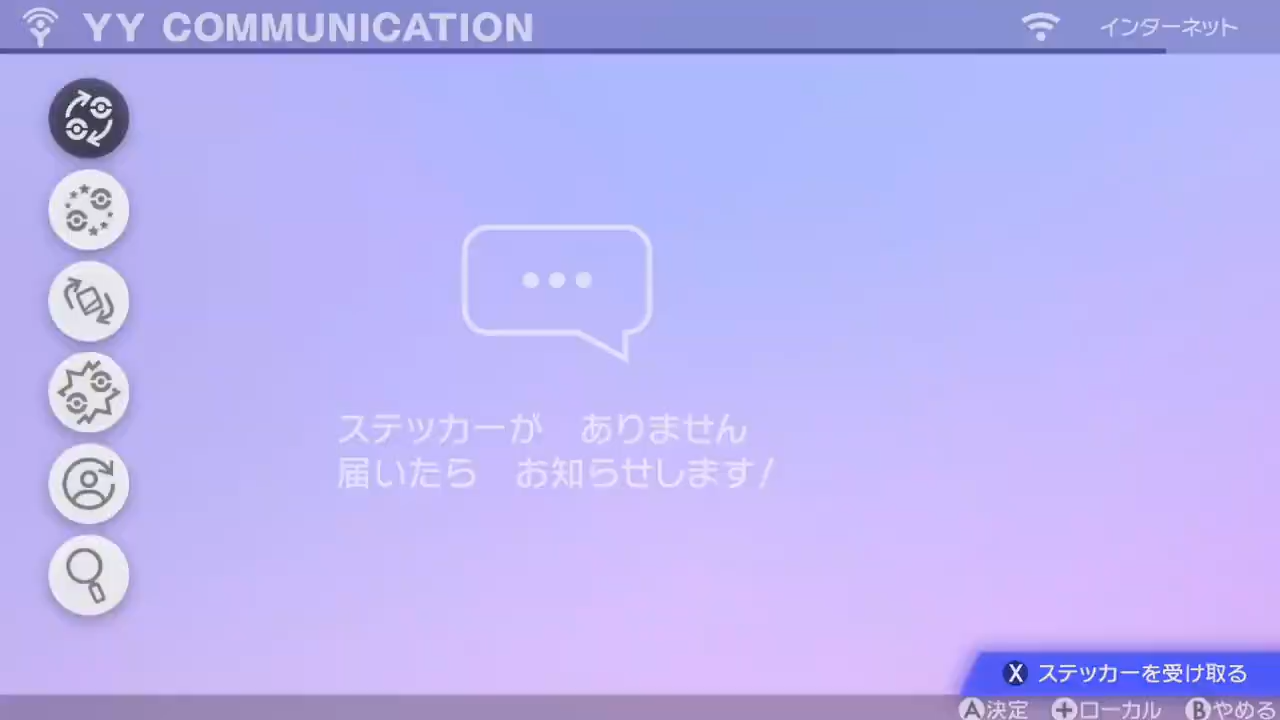 YY COMMUNICATION
インターネット
ステッカーが　ありません
届いたら　お知らせします!
X ステッカーを受け取る
A決定 +ローカル Bやめる